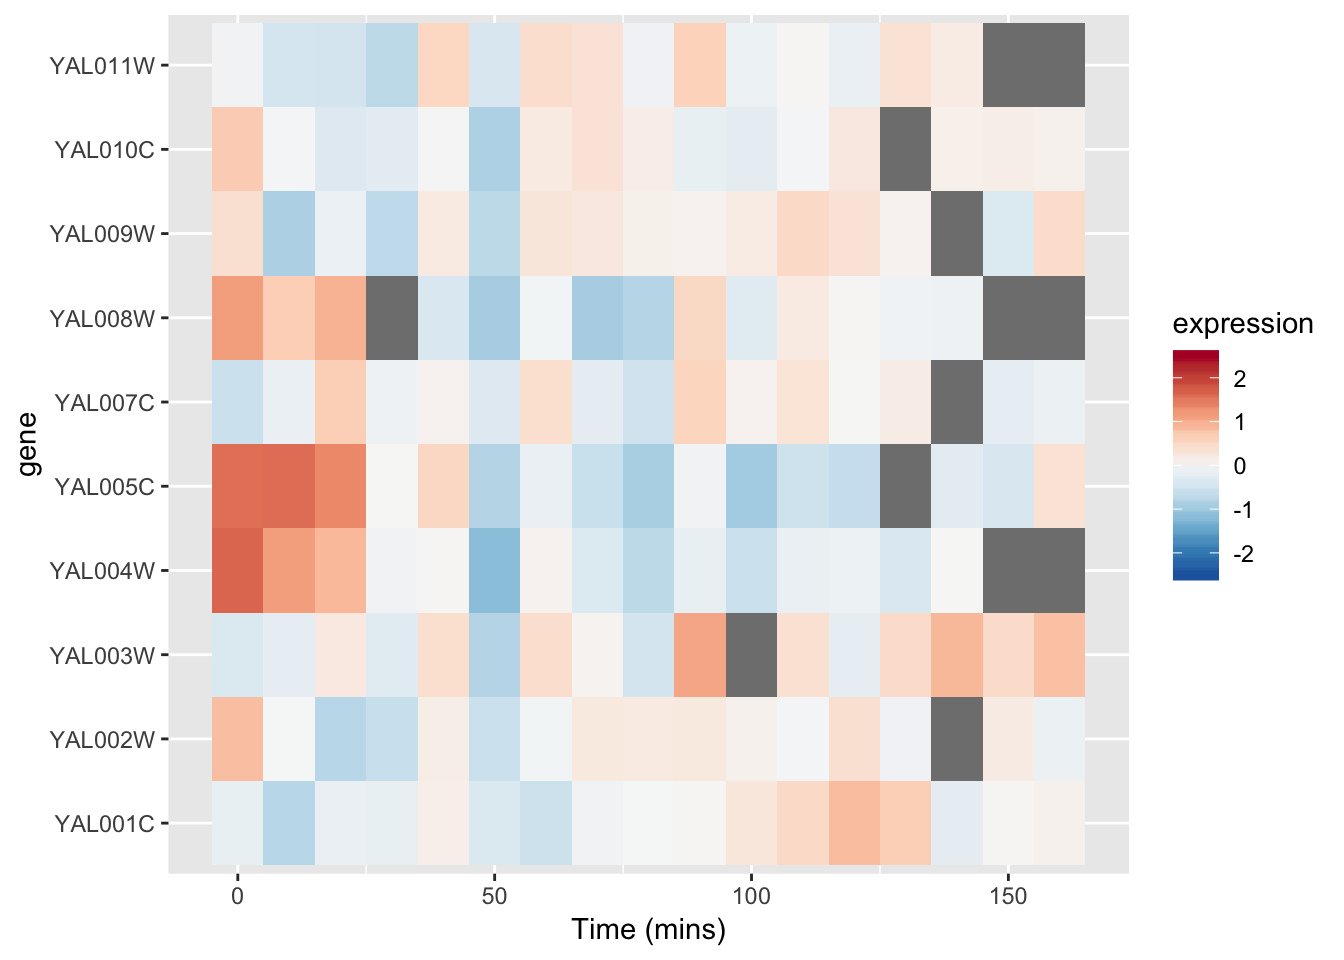 YAL011W
YAL010C
YAL009W
YAL008W
YAL007C
YAL005C
YAL004W
YAL003W
YAL002W
YAL001C
gene
0 50 100 150
Time (mins)
expression
2
1
0
-1
-2